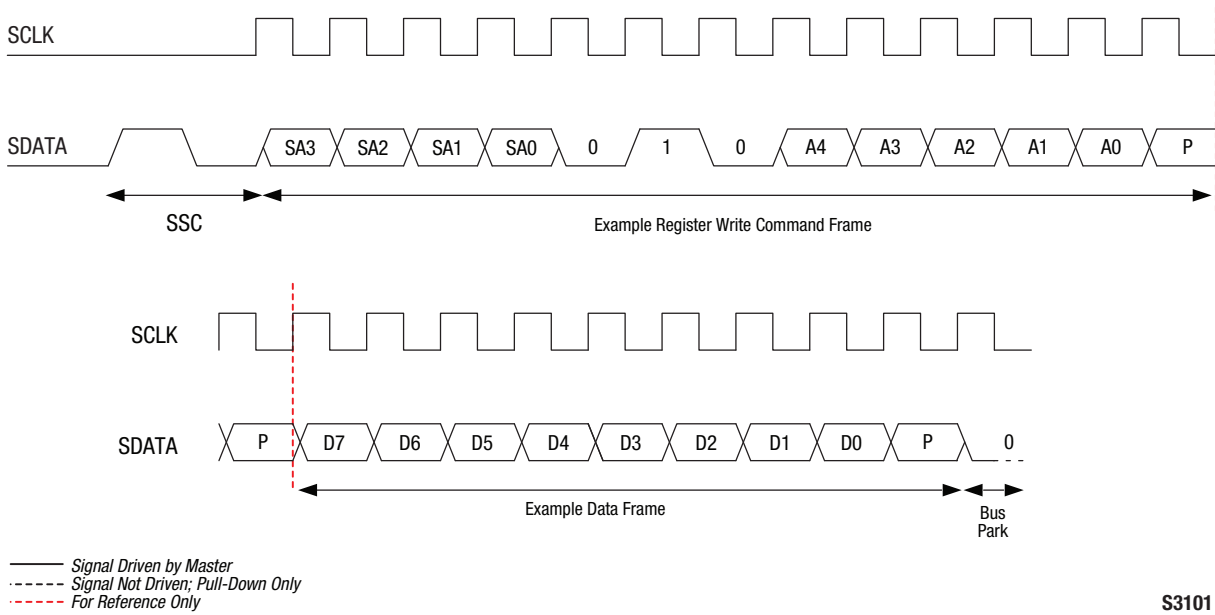 SCLK
SDATA SA3 SA2 SA1 SA0 0 1 0 A4 A3 A2 A1 A0 P
SSC Example Register Write Command Frame
SCLK
SDATA P D7 D6 D5 D4 D3 D2 D1 D0 P 0
Example Data Frame
Bus
Park
Signal Driven by Master
Signal Not Driven; Pull-Down Only
For Reference Only
S3101